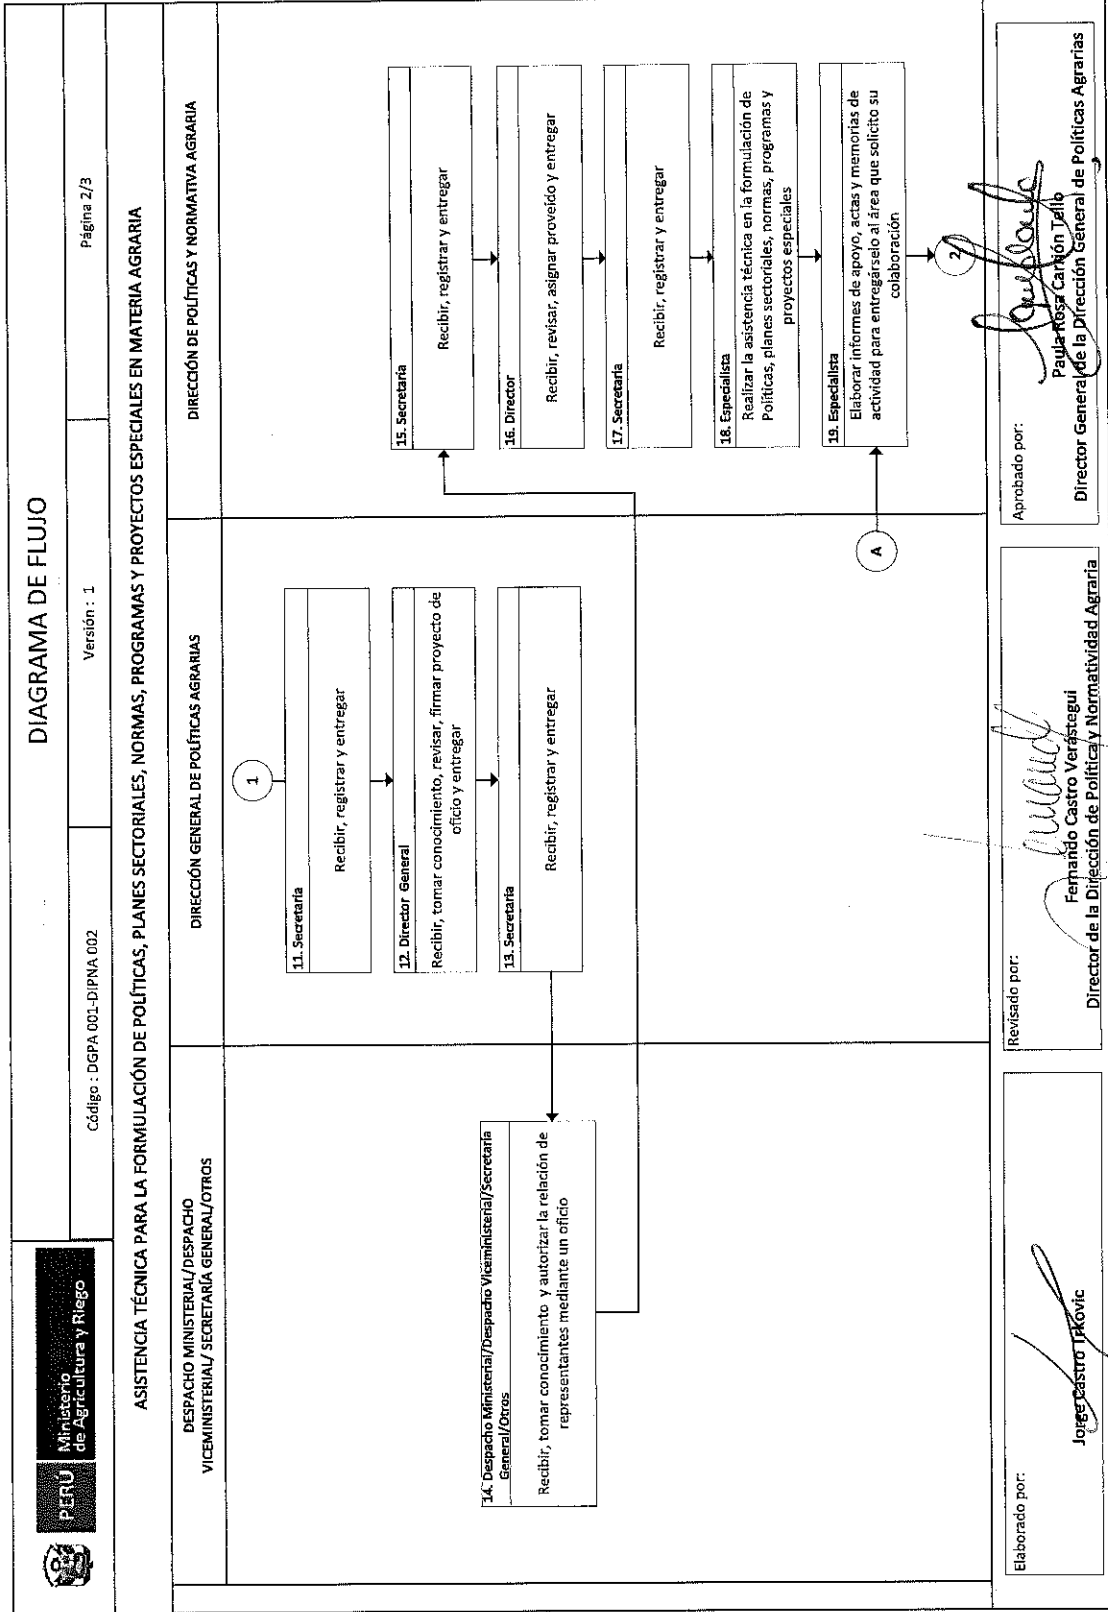 DIAGRAMA DE FLUJO
PERÚ
Ministerio
de Agricultura y Riego
Código : DGPA 001-DIPNA 002
Versión : 1
Página 2/3
ASISTENCIA TÉCNICA PARA LA FORMULACIÓN DE POLÍTICAS, PLANES SECTORIALES, NORMAS, PROGRAMAS Y PROYECTOS ESPECIALES EN MATERIA AGRARIA
DESPACHO MINISTERIAL/DESPACHO
VICEMINISTERIAL/ SECRETARÍA GENERAL/OTROS
DIRECCIÓN GENERAL DE POLÍTICAS AGRARIAS
DIRECCIÓN DE POLÍTICAS Y NORMATIVA AGRARIA
1
11. Secretaria
Recibir, registrar y entregar
12. Director General
Recibir, tomar conocimiento, revisar, firmar proyecto de
oficio y entregar
13. Secretaria
Recibir, registrar y entregar
14. Despacho Ministerial/Despacho Viceministerial/Secretaria
General/Otros
Recibir, tomar conocimiento y autorizar la relación de
representantes mediante un oficio
15. Secretaria
Recibir, registrar y entregar
16. Director
Recibir, revisar, asignar proveido y entregar
17. Secretaria
Recibir, registrar y entregar
18. Especialista
Realizar la asistencia técnica en la formulación de
Políticas, planes sectoriales, normas, programas y
proyectos especiales
A
19. Especialista
Elaborar informes de apoyo, actas y memorias de
actividad para entregárselo al área que solicito su
colaboración
2
Elaborado por:
Jorge Castro Trkovic
Revisado por:
Fernando Castro Verástegui
Director de la Dirección de Política y Normatividad Agraria
Aprobado por:
Paula Rosa Carrión Tello
Director General de la Dirección General de Políticas Agrarias